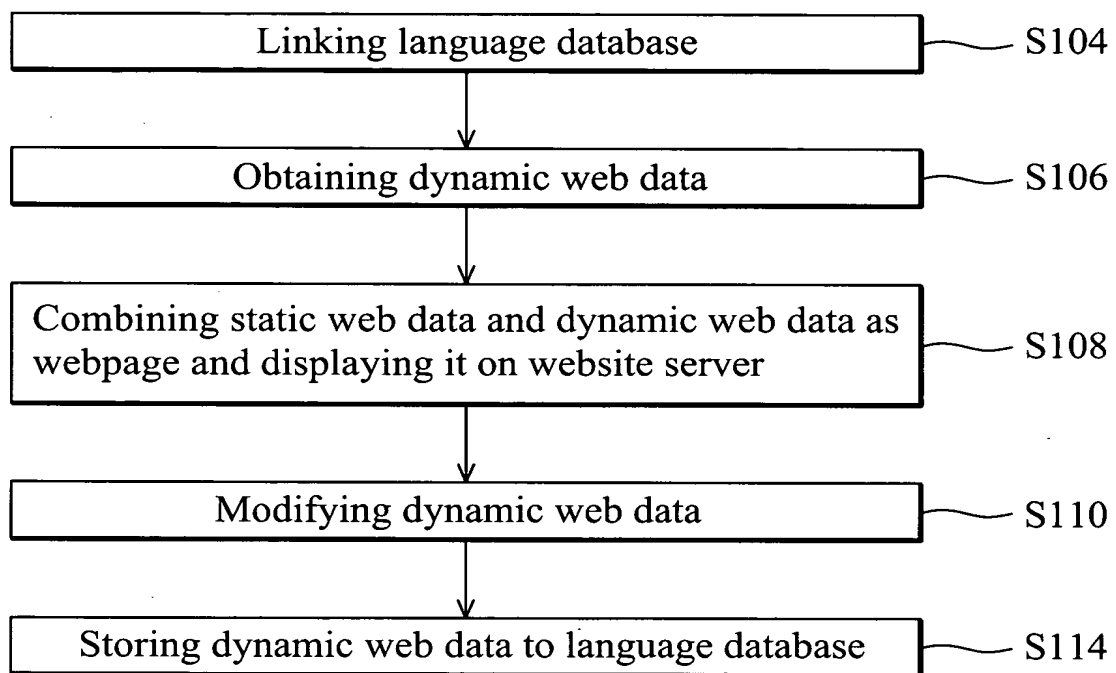 Linking language database
S104
Obtaining dynamic web data
S106
Combining static web data and dynamic web data as
webpage and displaying it on website server
S108
Modifying dynamic web data
S110
Storing dynamic web data to language database
S114